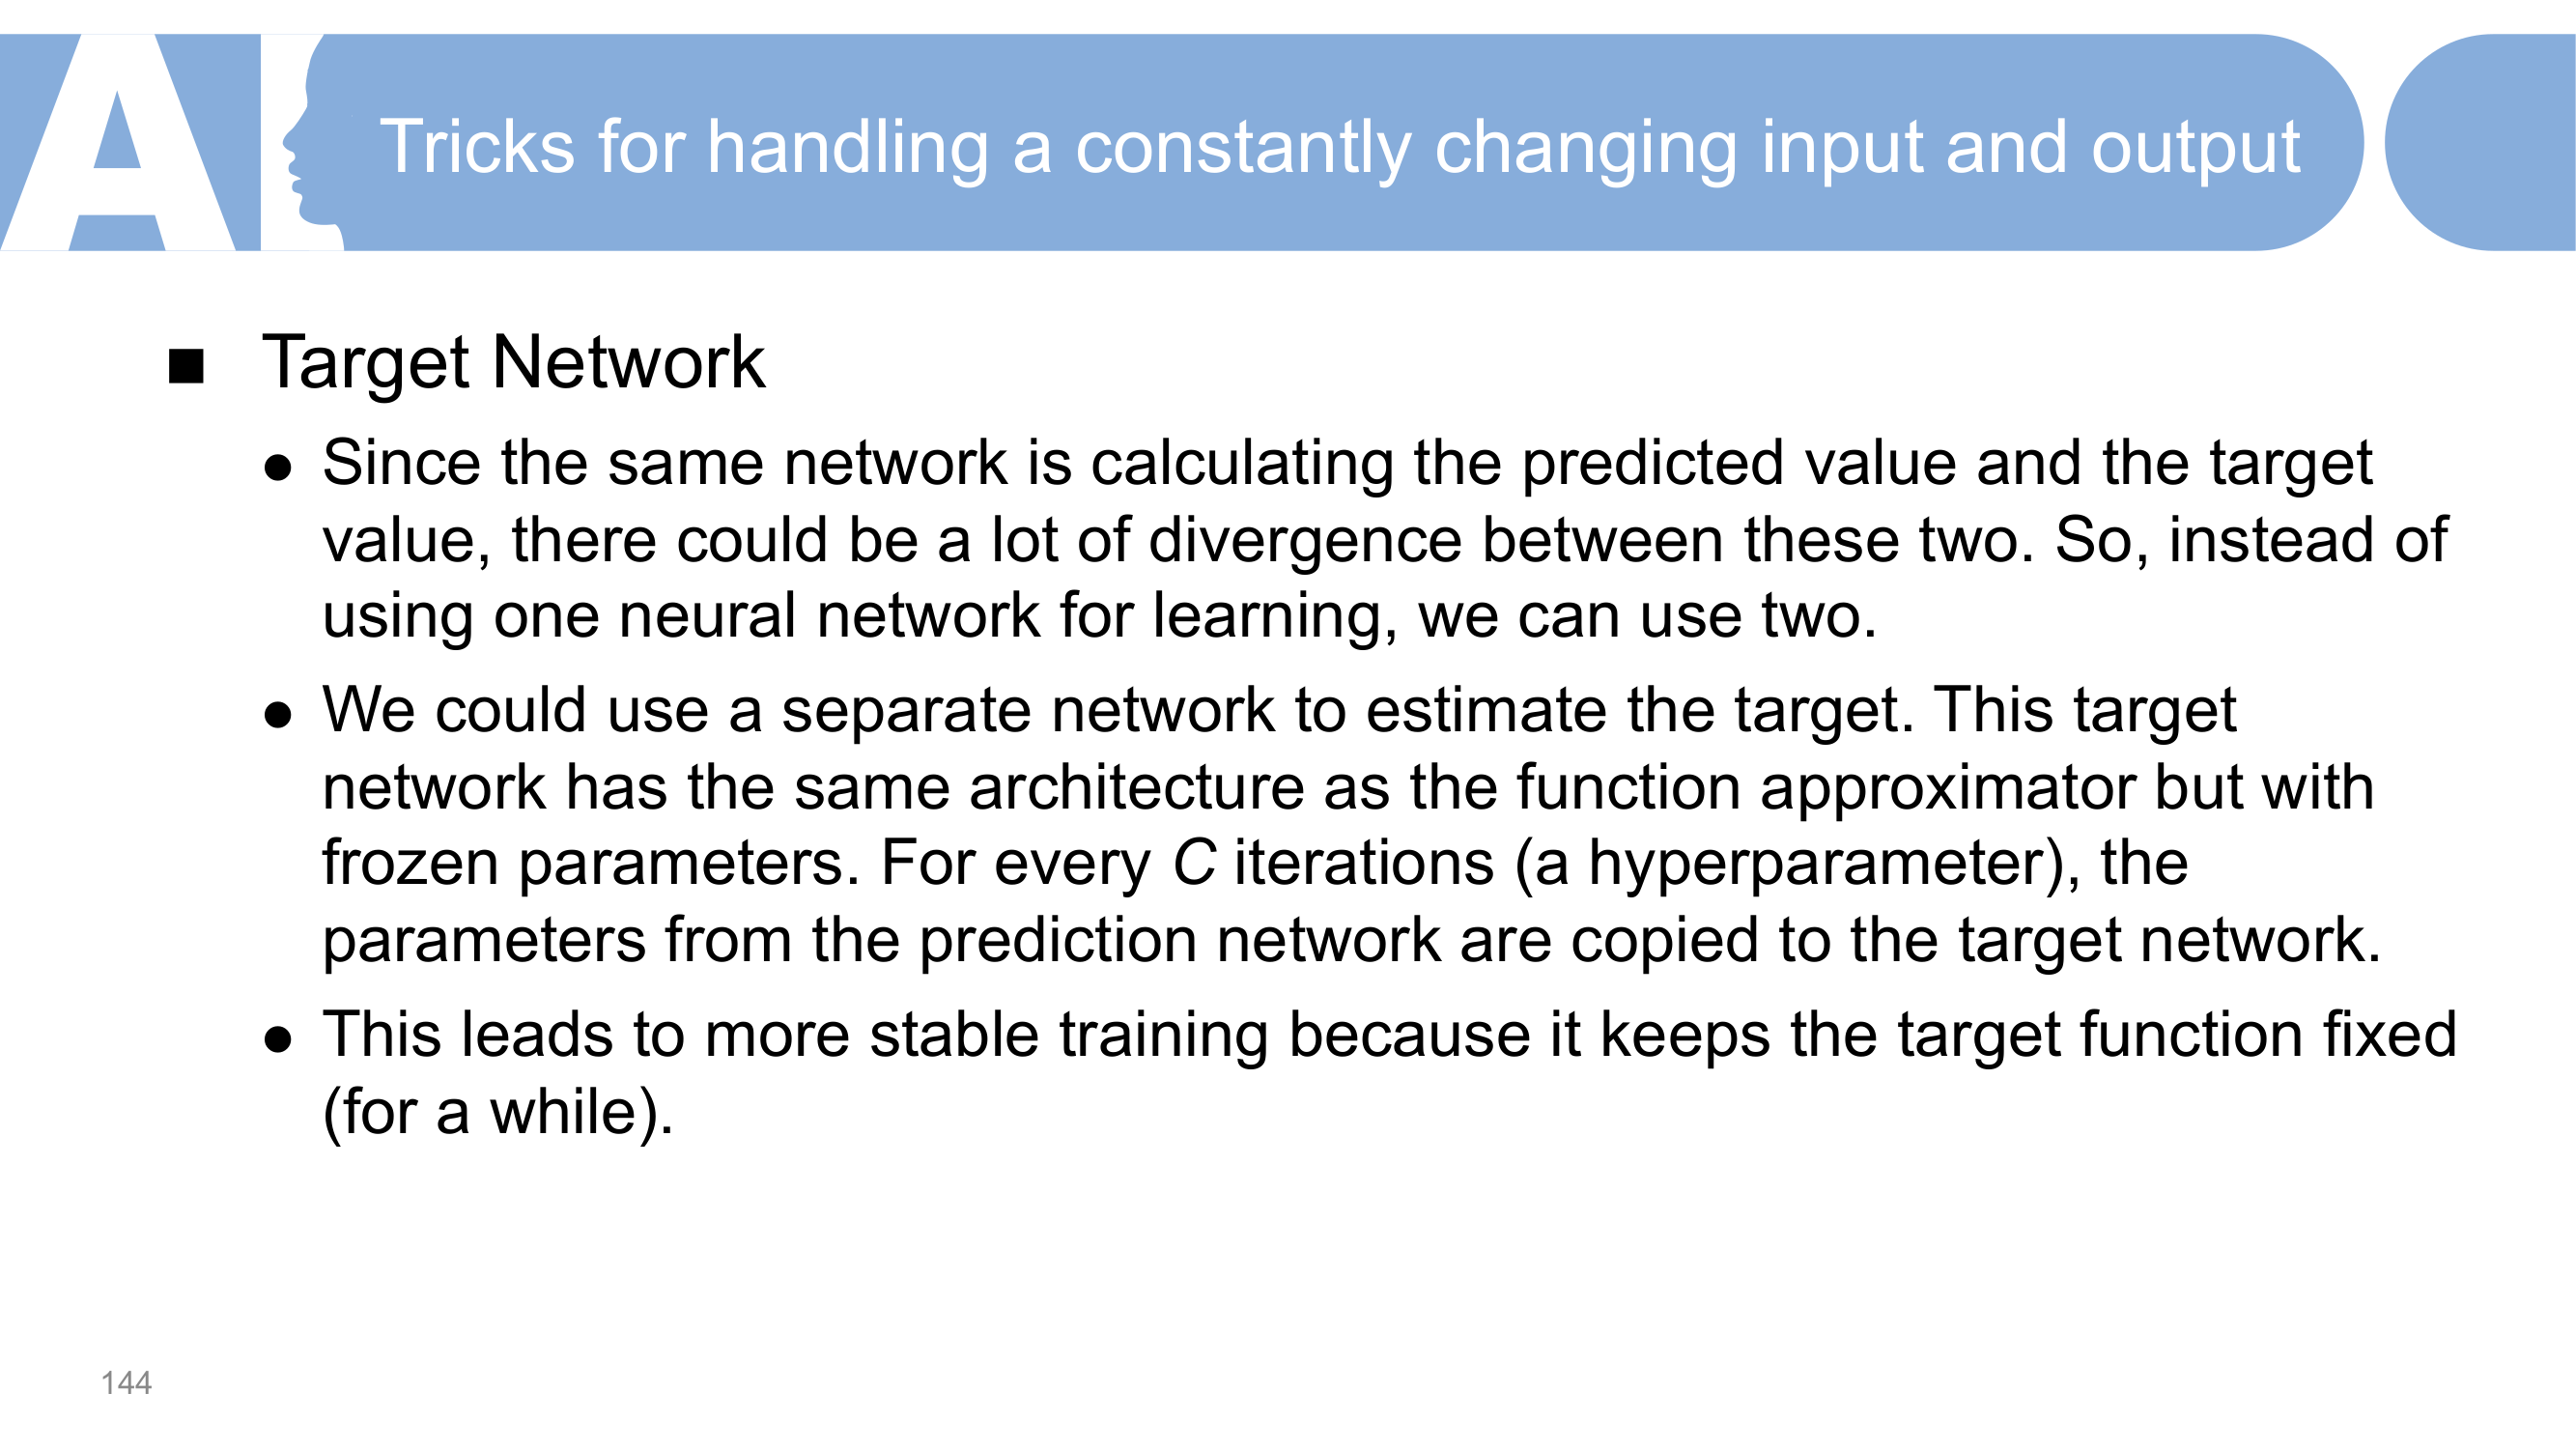 AI
Tricks for handling a constantly changing input and output
■ Target Network
● Since the same network is calculating the predicted value and the target
value, there could be a lot of divergence between these two. So, instead of
using one neural network for learning, we can use two.
● We could use a separate network to estimate the target. This target
network has the same architecture as the function approximator but with
frozen parameters. For every C iterations (a hyperparameter), the
parameters from the prediction network are copied to the target network.
● This leads to more stable training because it keeps the target function fixed
(for a while).
144